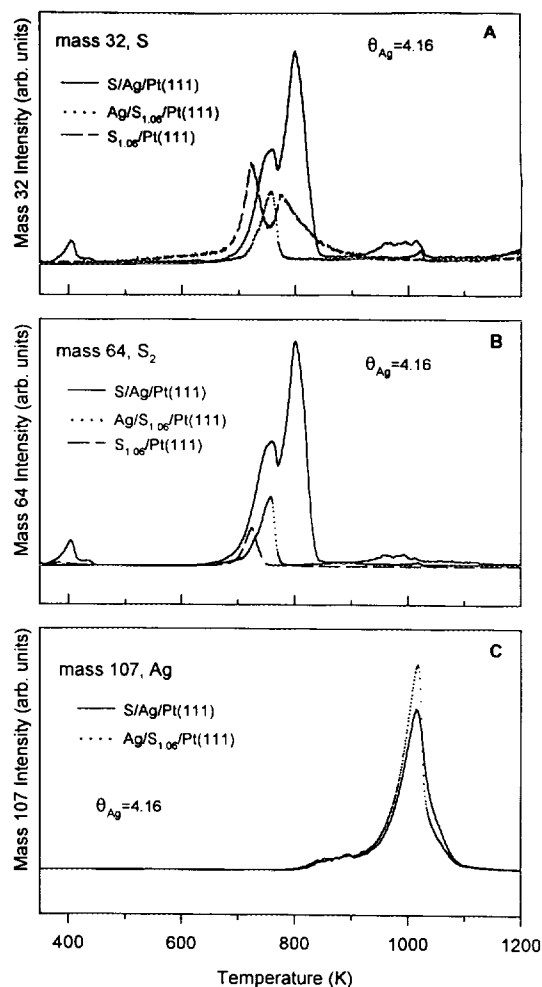 Mass 32 Intensity (arb. units)
A
mass 32, S
θAg=4.16
S/Ag/Pt(111)
Ag/S1.06/Pt(111)
S1.06/Pt(111)
Mass 64 Intensity (arb. units)
B
mass 64, S2
θAg=4.16
S/Ag/Pt(111)
Ag/S1.06/Pt(111)
S1.06/Pt(111)
Mass 107 Intensity (arb. units)
C
mass 107, Ag
S/Ag/Pt(111)
Ag/S1.06/Pt(111)
θAg=4.16
400 600 800 1000 1200
Temperature (K)